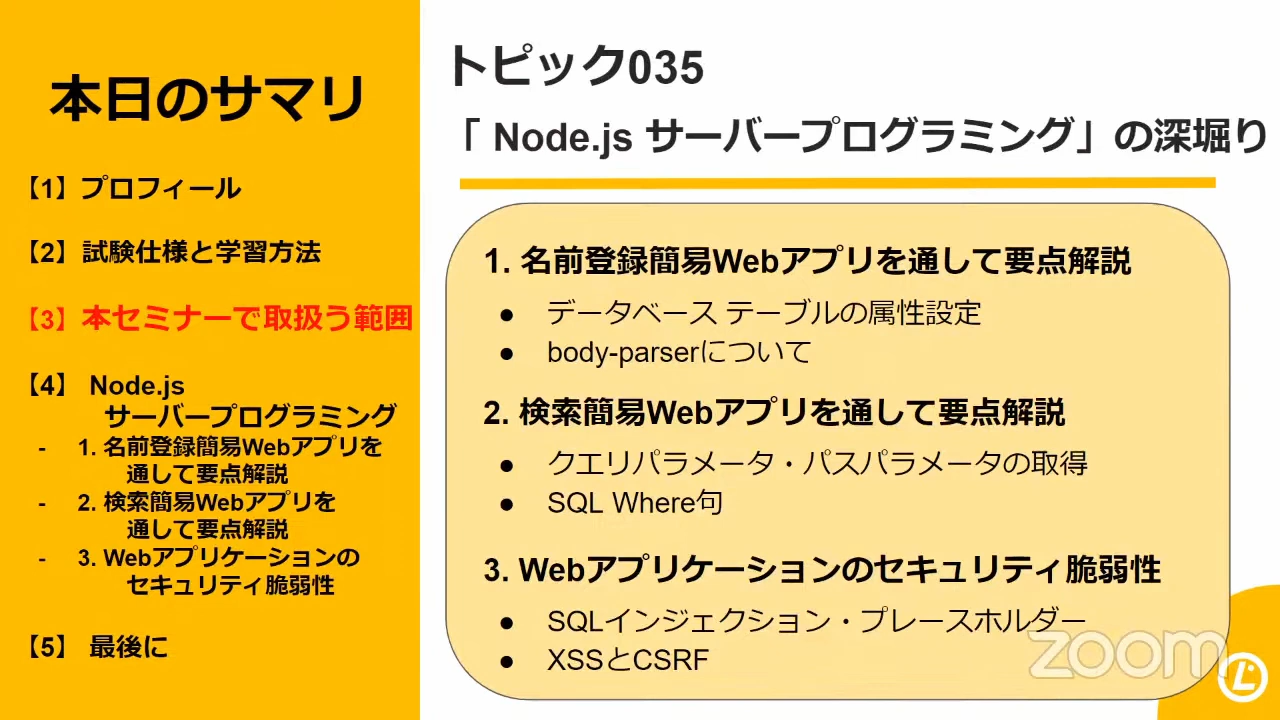 本日のサマリ
【1】プロフィール
【2】試験仕様と学習方法
【3】本セミナーで取扱う範囲
【4】 Node.js
サーバープログラミング
- 1. 名前登録簡易Webアプリを
通して要点解説
- 2. 検索簡易Webアプリを
通して要点解説
- 3. Webアプリケーションの
セキュリティ脆弱性
【5】 最後に
トピック035
「 Node.js サーバープログラミング」の深堀り
1. 名前登録簡易Webアプリを通して要点解説
● データベース テーブルの属性設定
● body-parserについて
2. 検索簡易Webアプリを通して要点解説
● クエリパラメータ・パスパラメータの取得
● SQL Where句
3. Webアプリケーションのセキュリティ脆弱性
● SQLインジェクション・プレースホルダー
● XSSとCSRF
zoom
L